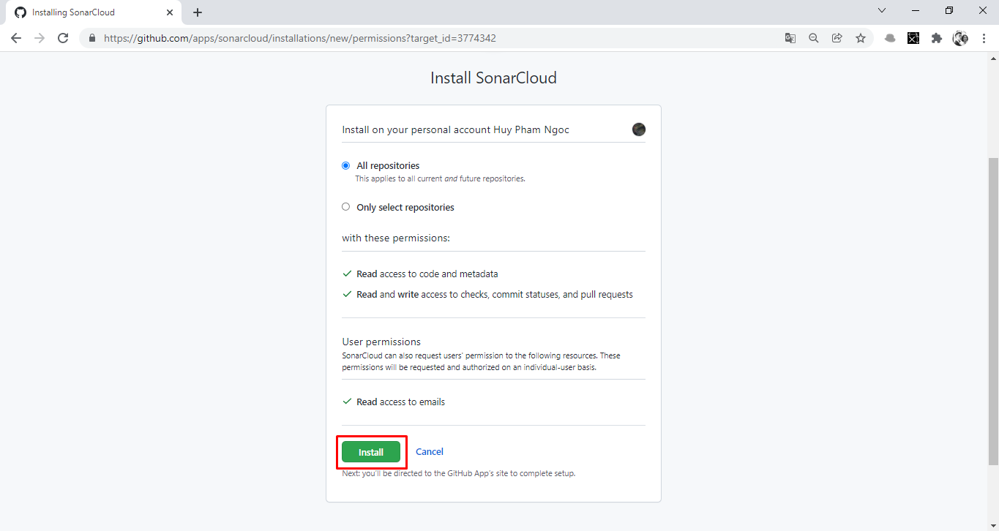 Installing SonarCloud
https://github.com/apps/sonarcloud/installations/new/permissions?target_id=3774342
Install SonarCloud
Install on your personal account Huy Pham Ngoc
All repositories
This applies to all current and future repositories.
Only select repositories
with these permissions:
Read access to code and metadata
Read and write access to checks, commit statuses, and pull requests
User permissions
SonarCloud can also request users' permission to the following resources. These
permissions will be requested and authorized on an individual-user basis.
Read access to emails
Install Cancel
Next: you'll be directed to the GitHub App's site to complete setup.